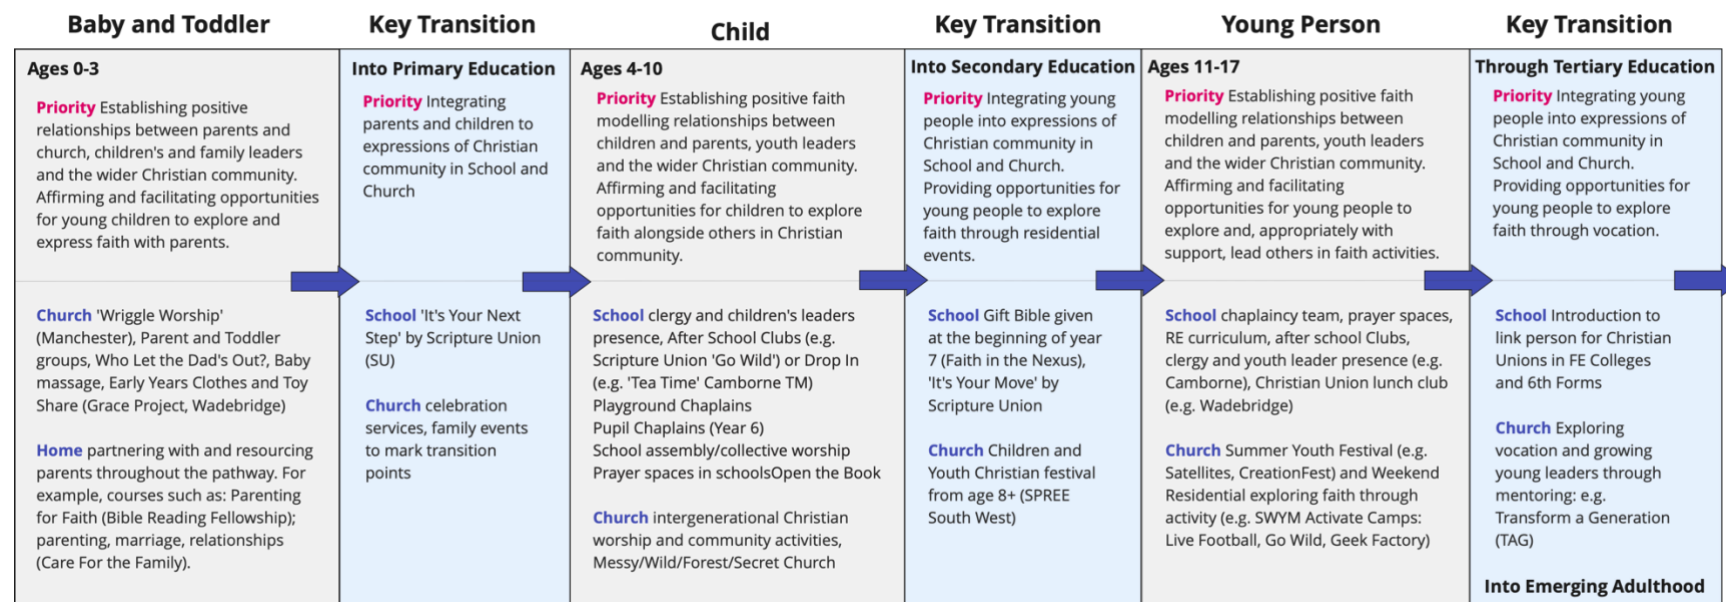 Baby and Toddler
Ages 0-3
Priority Establishing positive
relationships between parents and
church, children's and family leaders
and the wider Christian community.
Affirming and facilitating opportunities
for young children to explore and
express faith with parents.
Church 'Wriggle Worship'
(Manchester), Parent and Toddler
groups, Who Let the Dad's Out?, Baby
massage, Early Years Clothes and Toy
Share (Grace Project, Wadebridge)
Home partnering with and resourcing
parents throughout the pathway. For
example, courses such as: Parenting
for Faith (Bible Reading Fellowship);
parenting, marriage, relationships
(Care For the Family).
Key Transition
Into Primary Education
Priority Integrating
parents and children to
expressions of Christian
community in School and
Church
School 'It's Your Next
Step' by Scripture Union
(SU)
Church celebration
services, family events
to mark transition
points
Child
Ages 4-10
Priority Establishing positive faith
modelling relationships between
children and parents, youth leaders
and the wider Christian community.
Affirming and facilitating
opportunities for children to explore
faith alongside others in Christian
community.
School clergy and children's leaders
presence, After School Clubs (e.g.
Scripture Union 'Go Wild') or Drop In
(e.g. 'Tea Time' Camborne TM)
Playground Chaplains
Pupil Chaplains (Year 6)
School assembly/collective worship
Prayer spaces in schoolsOpen the Book
Church intergenerational Christian
worship and community activities,
Messy/Wild/Forest/Secret Church
Key Transition
Into Secondary Education
Priority Integrating young
people into expressions of
Christian community in
School and Church.
Providing opportunities for
young people to explore
faith through residential
events.
School Gift Bible given
at the beginning of year
7 (Faith in the Nexus),
'It's Your Move' by
Scripture Union
Church Children and
Youth Christian festival
from age 8+ (SPREE
South West)
Young Person
Ages 11-17
Priority Establishing positive faith
modelling relationships between
children and parents, youth leaders
and the wider Christian community.
Affirming and facilitating
opportunities for young people to
explore and, appropriately with
support, lead others in faith activities.
School chaplaincy team, prayer spaces,
RE curriculum, after school Clubs,
clergy and youth leader presence (e.g.
Camborne), Christian Union lunch club
(e.g. Wadebridge)
Church Summer Youth Festival (e.g.
Satellites, CreationFest) and Weekend
Residential exploring faith through
activity (e.g. SWYM Activate Camps:
Live Football, Go Wild, Geek Factory)
Key Transition
Through Tertiary Education
Priority Integrating young
people into expressions of
Christian community in
School and Church.
Providing opportunities for
young people to explore
faith through vocation.
School Introduction to
link person for Christian
Unions in FE Colleges
and 6th Forms
Church Exploring
vocation and growing
young leaders through
mentoring: e.g.
Transform a Generation
(TAG)
Into Emerging Adulthood